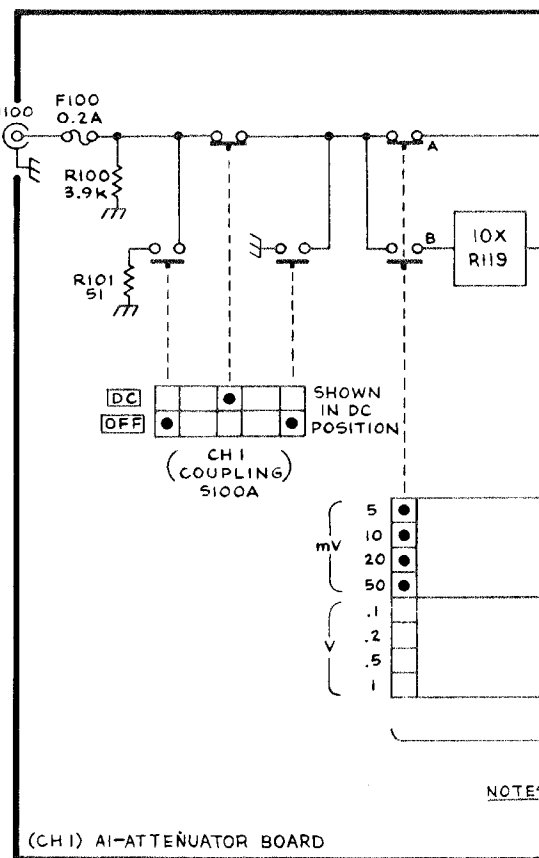 F100
0.2A
A
R100
3.9K
B
10X
R119
R101
51
DC
OFF
SHOWN
IN DC
POSITION
CH 1
COUPLING
S100A
mV
5
10
20
50
V
.1
.2
.5
1
(CH 1) A1-ATTENUATOR BOARD